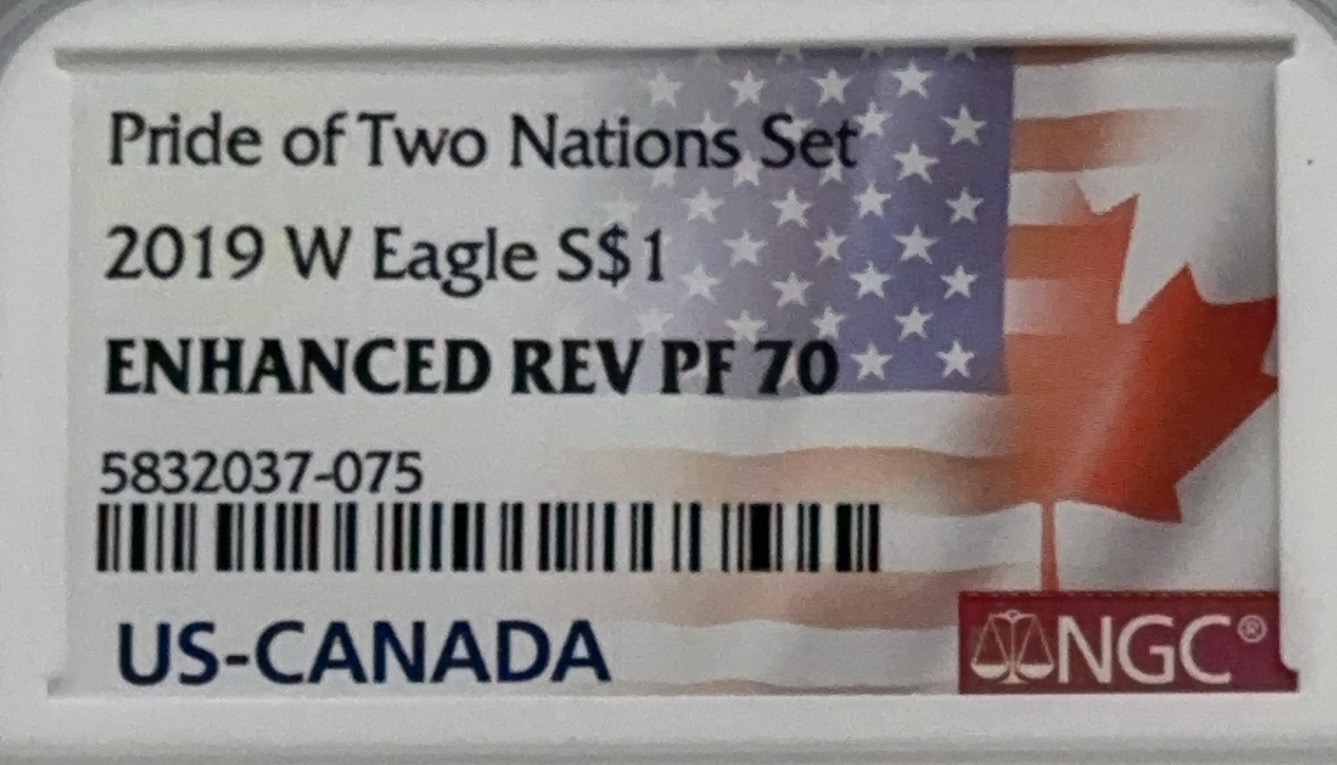 Pride of Two Nations Set
2019 W Eagle S$1
ENHANCED REV PF 70
5832037-075
US-CANADA
NGC®